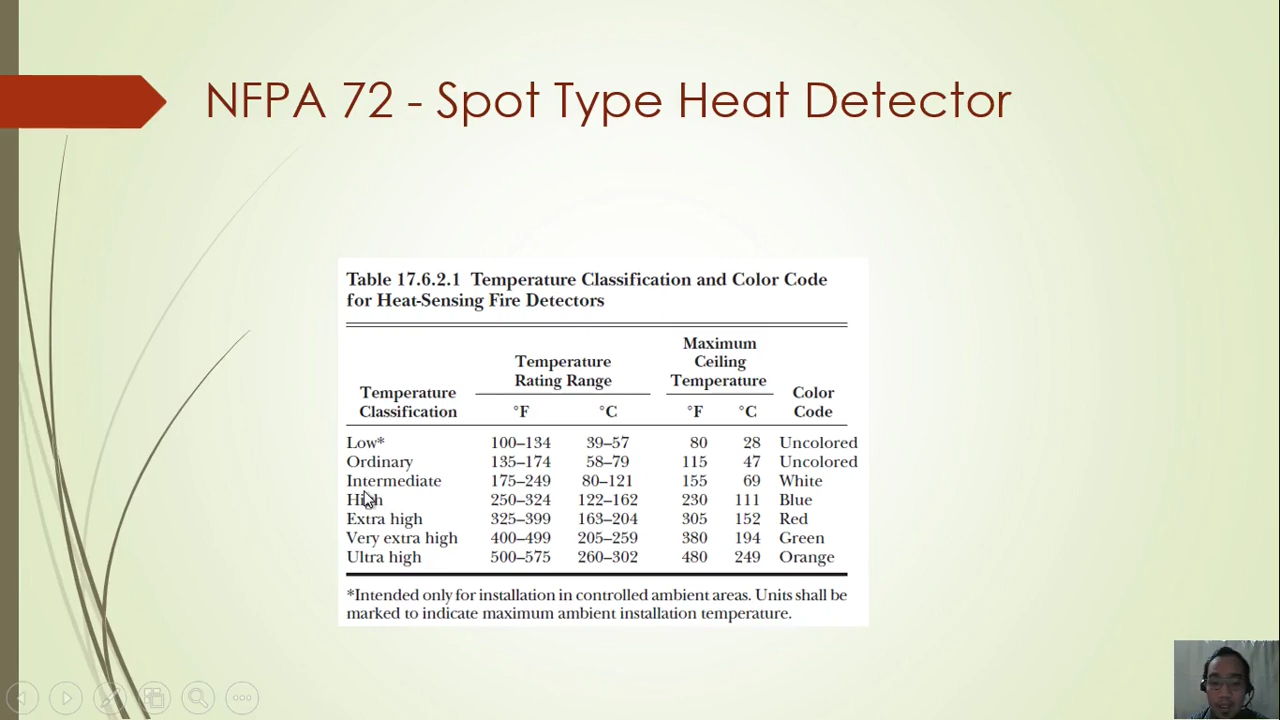 NFPA 72 - Spot Type Heat Detector
Table 17.6.2.1 Temperature Classification and Color Code
for Heat-Sensing Fire Detectors
Temperature Classification Temperature Rating Range Maximum Ceiling Temperature Color Code
°F °C °F °C
Low* 100–134 39–57 80 28 Uncolored
Ordinary 135–174 58–79 115 47 Uncolored
Intermediate 175–249 80–121 155 69 White
High 250–324 122–162 230 111 Blue
Extra high 325–399 163–204 305 152 Red
Very extra high 400–499 205–259 380 194 Green
Ultra high 500–575 260–302 480 249 Orange
*Intended only for installation in controlled ambient areas. Units shall be
marked to indicate maximum ambient installation temperature.